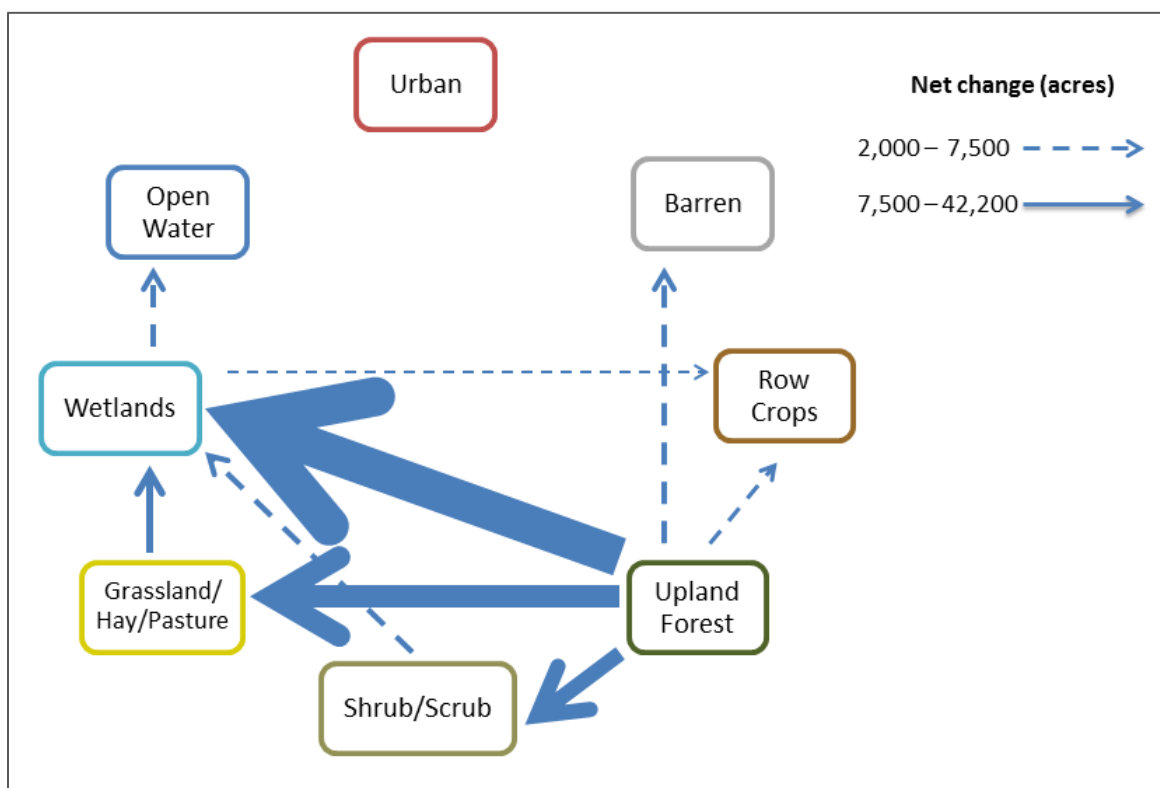 Urban
Net change (acres)
2,000 – 7,500
7,500 – 42,200
Open
Water
Barren
Wetlands
Row
Crops
Grassland/
Hay/Pasture
Upland
Forest
Shrub/Scrub